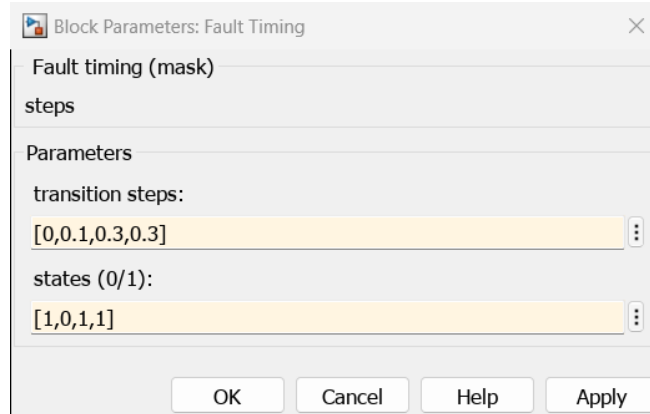 Block Parameters: Fault Timing
Fault timing (mask)
steps
Parameters
transition steps:
[0,0.1,0.3,0.3]
states (0/1):
[1,0,1,1]
OK Cancel Help Apply